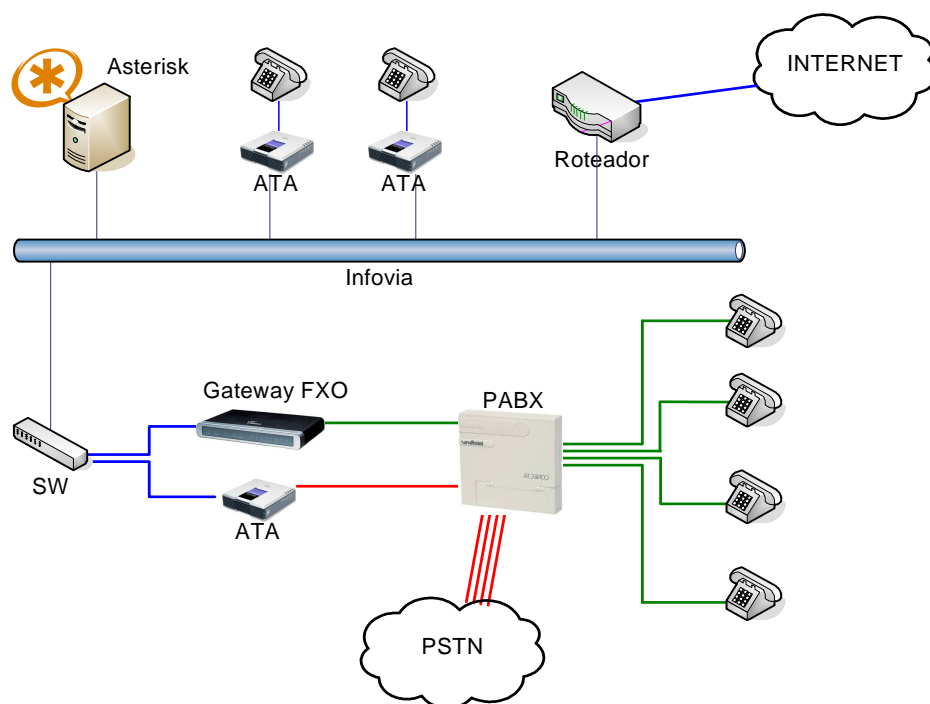 Asterisk
INTERNET
ATA
ATA
Roteador
Infovia
Gateway FXO
PABX
SW
ATA
PSTN